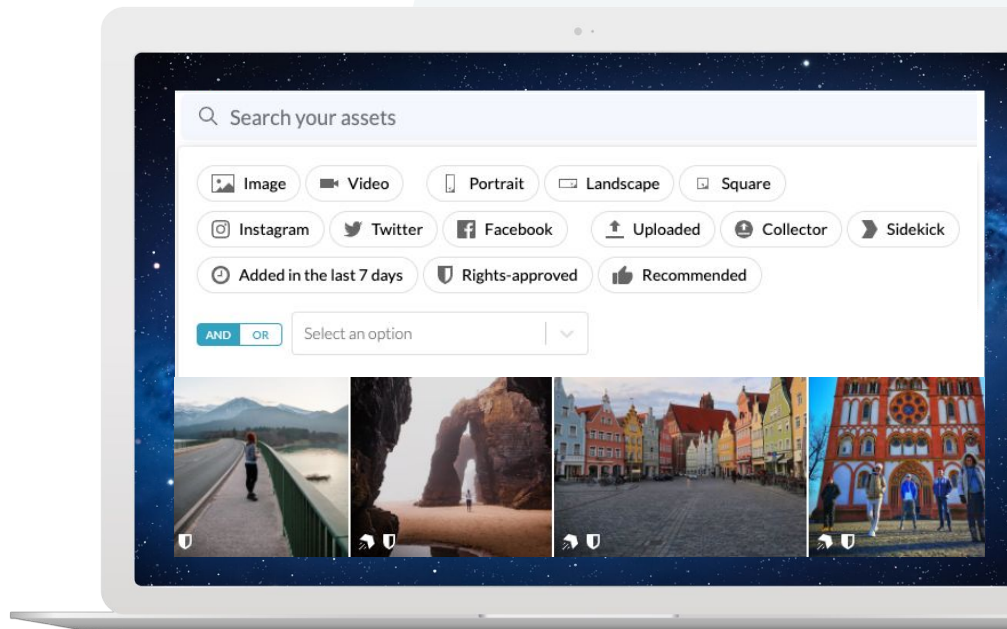 Search your assets
Image Video Portrait Landscape Square
Instagram Twitter Facebook Uploaded Collector Sidekick
Added in the last 7 days Rights-approved Recommended
AND OR Select an option